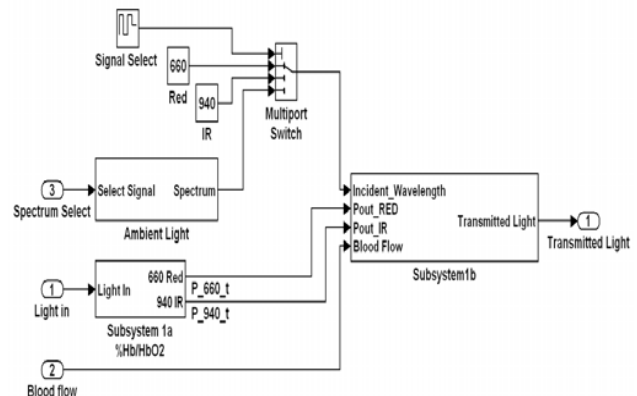 Signal Select
660
Red
940
IR
Multiport
Switch
3
Spectrum Select
Select Signal
Spectrum
Ambient Light
1
Light in
Light In
660 Red
940 IR
P_660_t
P_940_t
Subsystem 1a
%Hb/HbO2
2
Blood flow
Incident_Wavelength
Pout_RED
Pout_IR
Blood Flow
Transmitted Light
Subsystem1b
1
Transmitted Light